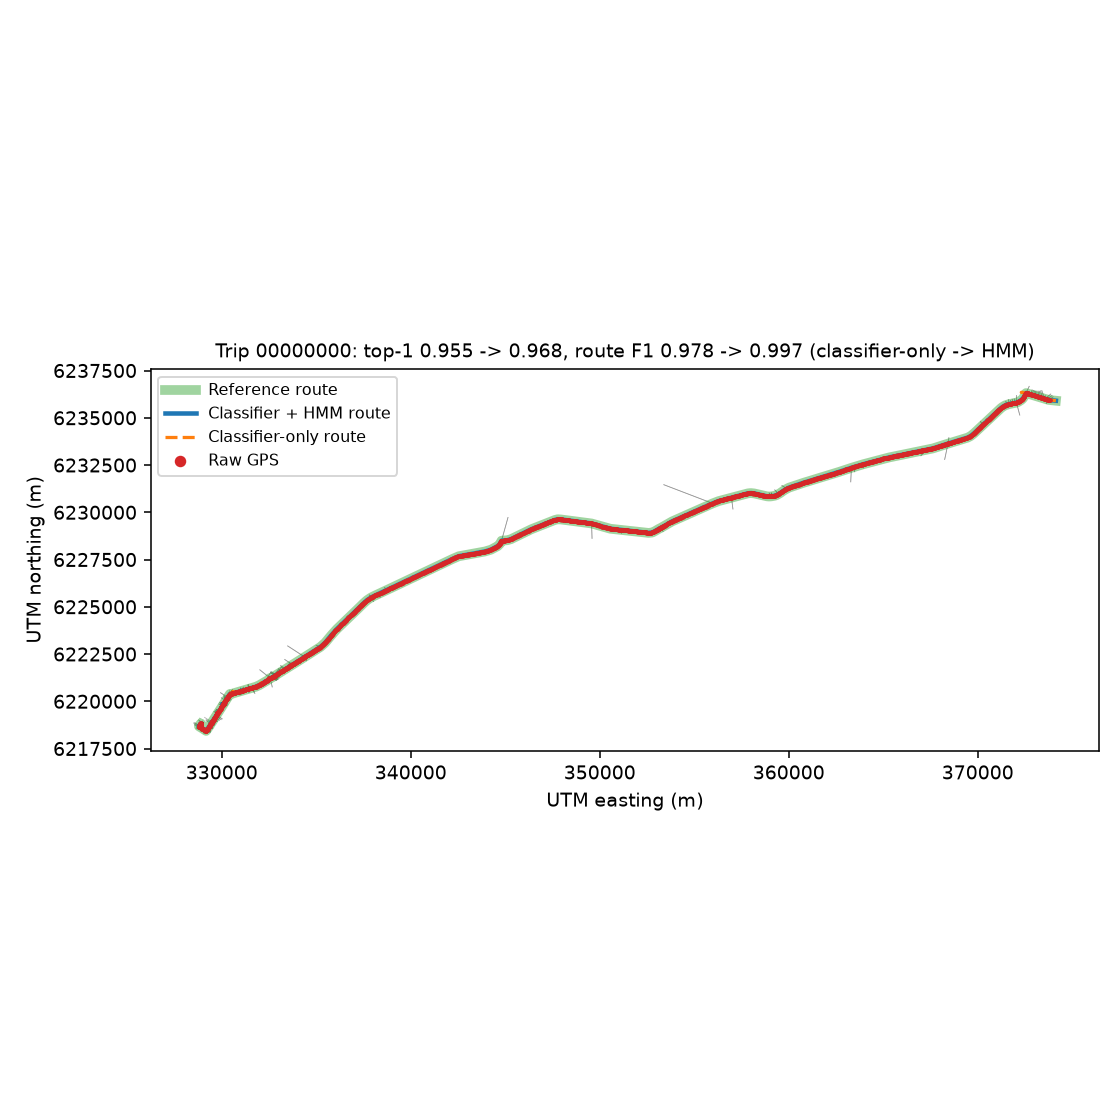 Trip 00000000: top-1 0.955 -> 0.968, route F1 0.978 -> 0.997 (classifier-only -> HMM)
Reference route
Classifier + HMM route
Classifier-only route
Raw GPS
6237500
6235000
6232500
6230000
6227500
6225000
6222500
6220000
6217500
UTM northing (m)
330000 340000 350000 360000 370000
UTM easting (m)